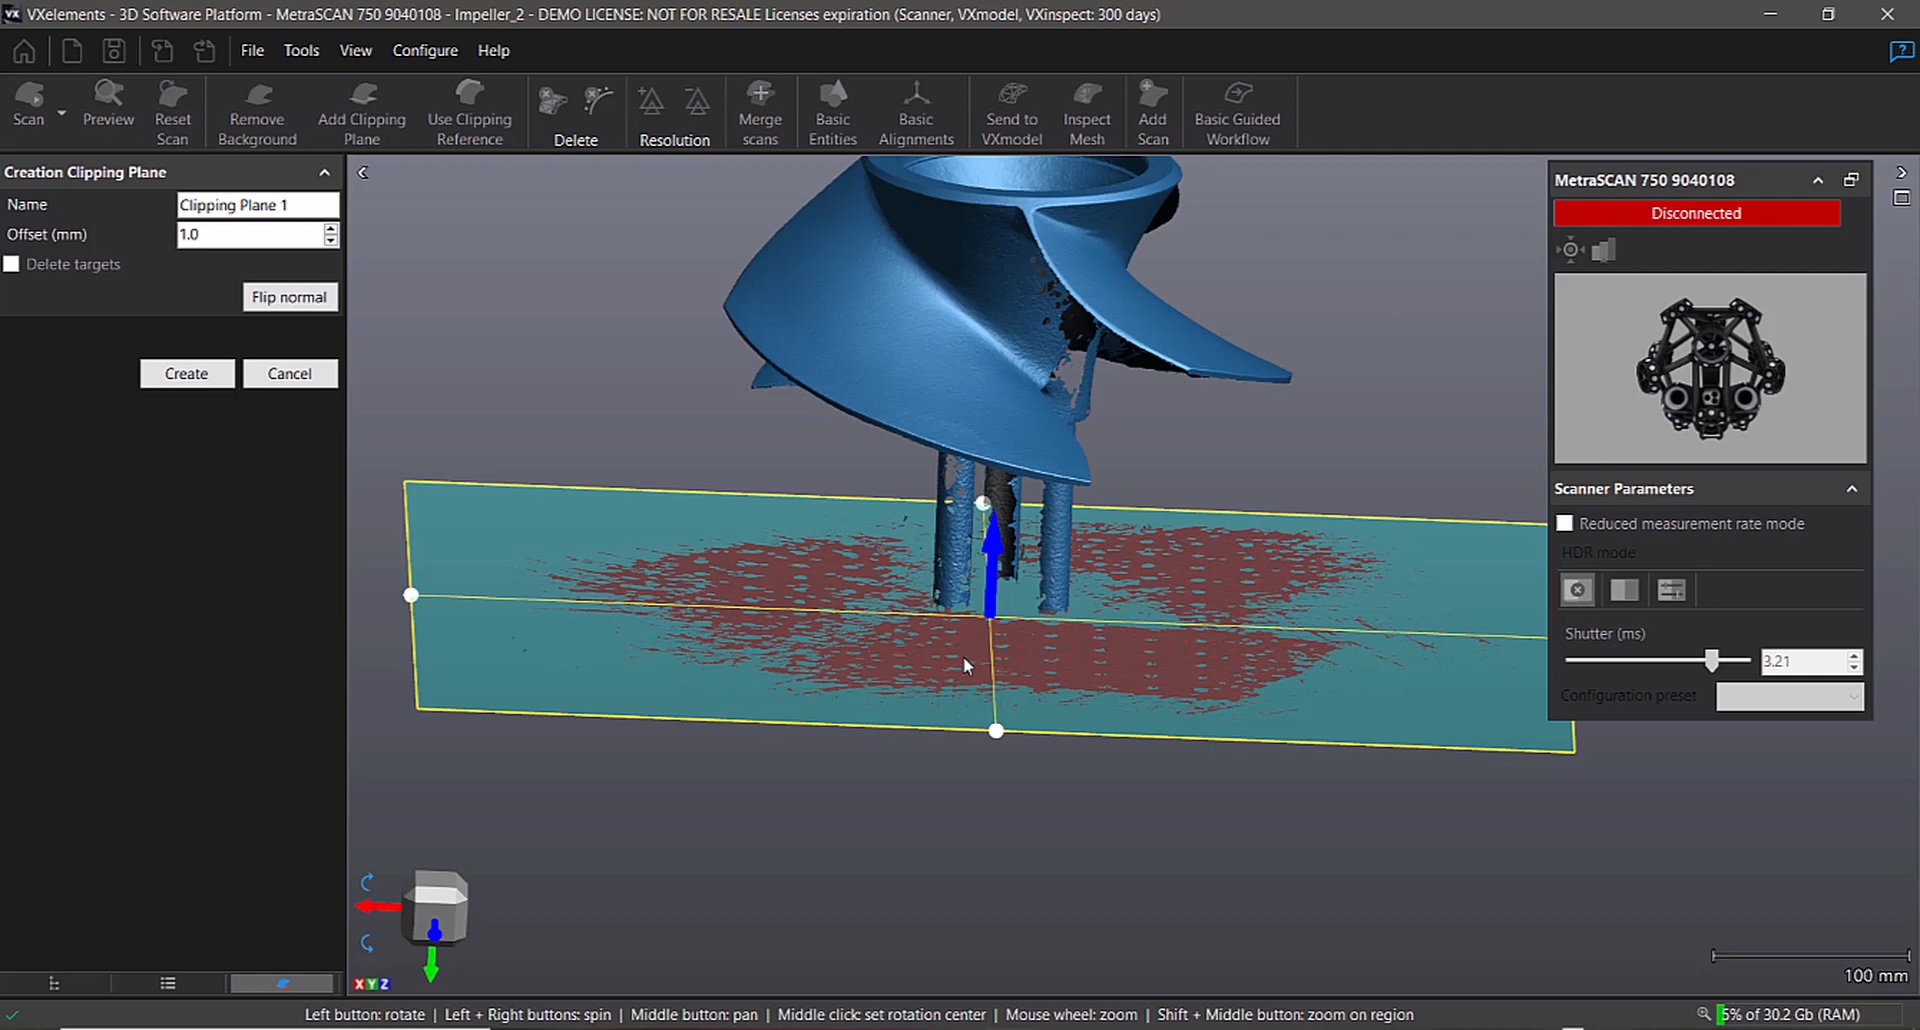 VXelements - 3D Software Platform - MetraSCAN 750 9040108 - Impeller_2 - DEMO LICENSE: NOT FOR RESALE Licenses expiration (Scanner, VXmodel, VXinspect: 300 days)
File Tools View Configure Help
Scan
Preview
Reset
Scan
Remove
Background
Add Clipping
Plane
Use Clipping
Reference
Delete
Resolution
Merge
scans
Basic
Entities
Basic
Alignments
Send to
VXmodel
Inspect
Mesh
Add
Scan
Basic Guided
Workflow
Creation Clipping Plane
Name Clipping Plane 1
Offset (mm) 1.0
Delete targets
Flip normal
Create Cancel
MetraSCAN 750 9040108
Disconnected
Scanner Parameters
Reduced measurement rate mode
HDR mode
Shutter (ms)
3.21
Configuration preset
100 mm
XYZ
Left button: rotate | Left + Right buttons: spin | Middle button: pan | Middle click: set rotation center | Mouse wheel: zoom | Shift + Middle button: zoom on region
5% of 30.2 Gb (RAM)